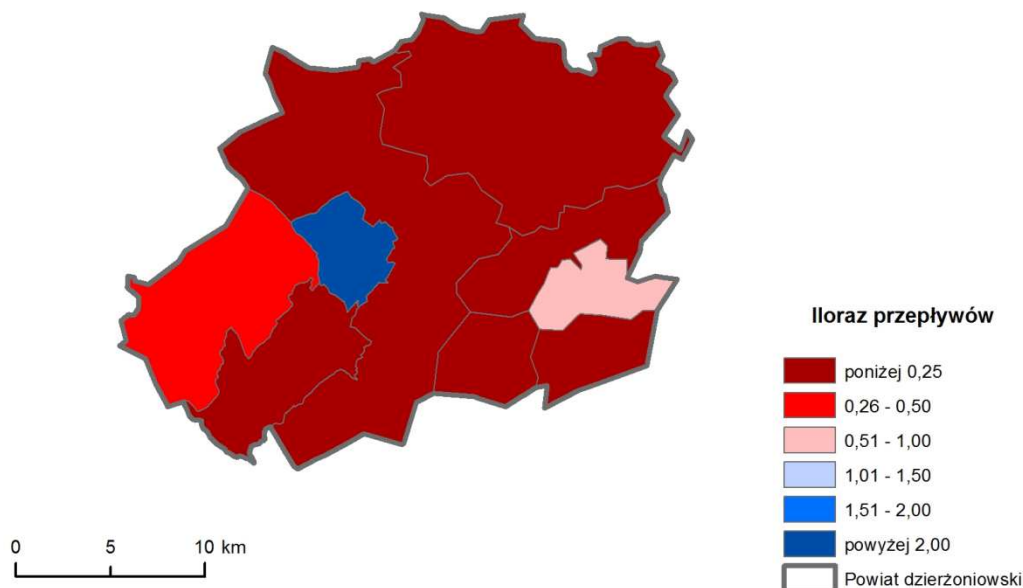 Iloraz przepływów
poniżej 0,25
0,26 - 0,50
0,51 - 1,00
1,01 - 1,50
1,51 - 2,00
powyżej 2,00
Powiat dzierżoniowski
0 5 10 km